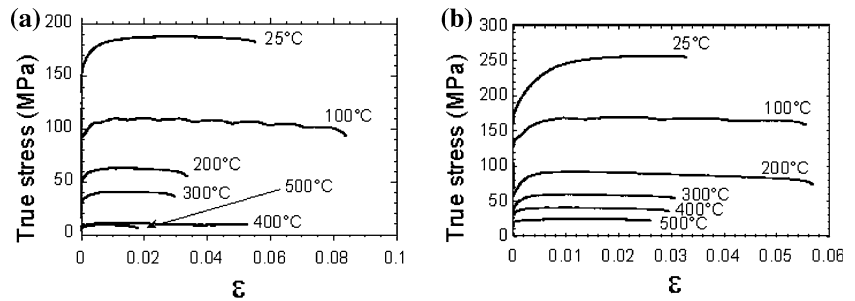 (a)
True stress (MPa)
200
150
100
50
0
25°C
100°C
200°C
300°C
500°C
400°C
0 0.02 0.04 0.06 0.08 0.1
ε
(b)
True stress (MPa)
300
250
200
150
100
50
0
25°C
100°C
200°C
300°C
400°C
500°C
0 0.01 0.02 0.03 0.04 0.05 0.06
ε